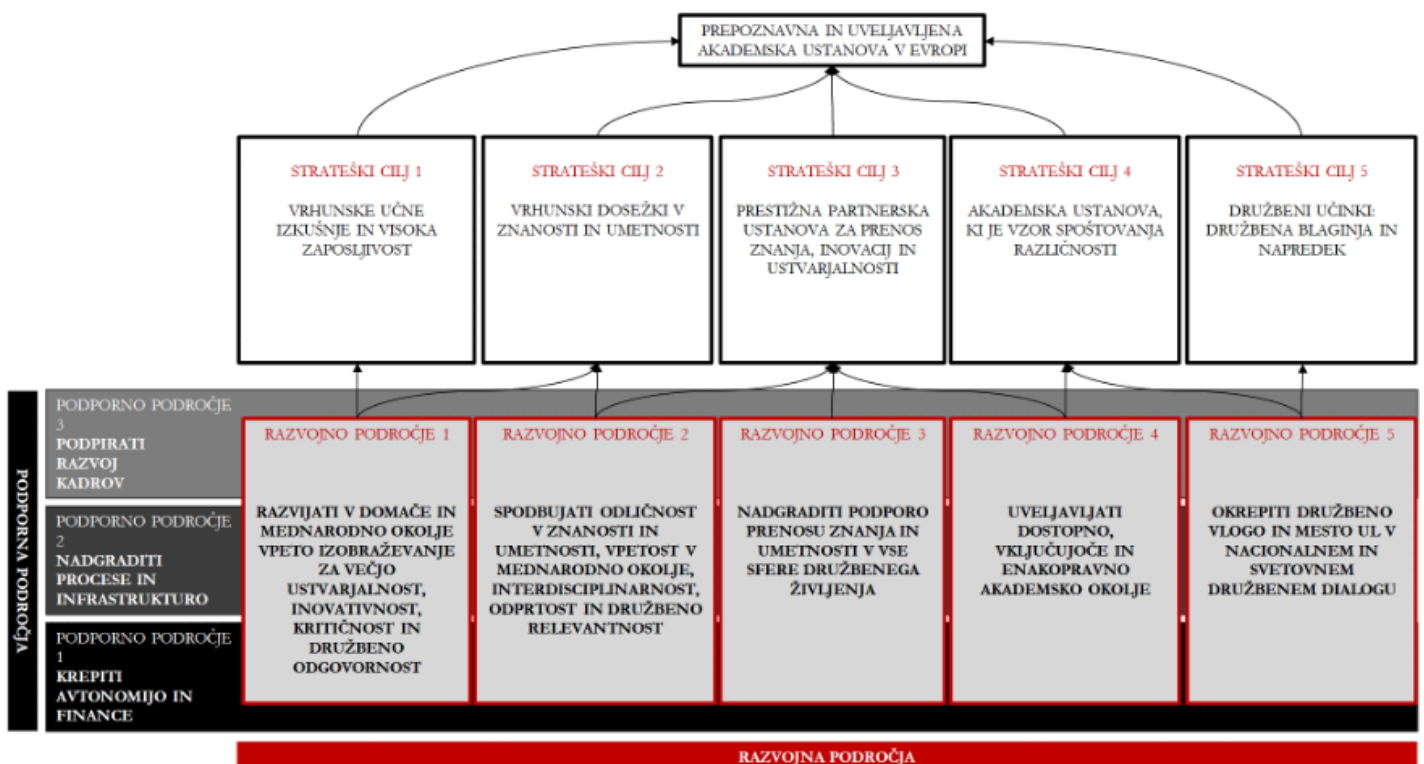 PREPOZNAVNA IN UVELJAVLJENA
AKADEMSKA USTANOVA V EVROPI
STRATEŠKI CILJ 1
VRHUNSKE UČNE
IZKUŠNJE IN VISOKA
ZAPOSLJIVOST
STRATEŠKI CILJ 2
VRHUNSKI DOSEŽKI V
ZNANOSTI IN UMETNOSTI
STRATEŠKI CILJ 3
PRESTIŽNA PARTNERSKA
USTANOVA ZA PRENOS
ZNANJA, INOVACIJ IN
USTVARJALNOSTI
STRATEŠKI CILJ 4
AKADEMSKA USTANOVA,
KI JE VZOR SPOŠTOVANJA
RAZLIČNOSTI
STRATEŠKI CILJ 5
DRUŽBENI UČINKI:
DRUŽBENA BLAGINJA IN
NAPREDEK
PODPORNA PODROČJA
PODPORNO PODROČJE
3
PODPIRATI
RAZVOJ
KADROV
PODPORNO PODROČJE
2
NADGRADITI
PROCESE IN
INFRASTRUKTURO
PODPORNO PODROČJE
1
KREPITI
AVTONOMIJO IN
FINANCE
RAZVOJNO PODROČJE 1
RAZVIJATI V DOMAČE IN
MEDNARODNO OKOLJE
VPETO IZOBRAŽEVANJE
ZA VEČJO
USTVARJALNOST,
INOVATIVNOST,
KRITIČNOST IN
DRUŽBENO
ODGOVORNOST
RAZVOJNO PODROČJE 2
SPODBUJATI ODLIČNOST
V ZNANOSTI IN
UMETNOSTI, VPETOST V
MEDNARODNO OKOLJE,
INTERDISCIPLINARNOST,
ODPRTOST IN DRUŽBENO
RELEVANTNOST
RAZVOJNO PODROČJE 3
NADGRADITI PODPORO
PRENOSU ZNANJA IN
UMETNOSTI V VSE
SFERE DRUŽBENEGA
ŽIVLJENJA
RAZVOJNO PODROČJE 4
UVELJAVLJATI
DOSTOPNO,
VKLJUČUJOČE IN
ENAKOPRAVNO
AKADEMSKO OKOLJE
RAZVOJNO PODROČJE 5
OKREPITI DRUŽBENO
VLOGO IN MESTO UL V
NACIONALNEM IN
SVETOVNEM
DRUŽBENEM DIALOGU
RAZVOJNA PODROČJA